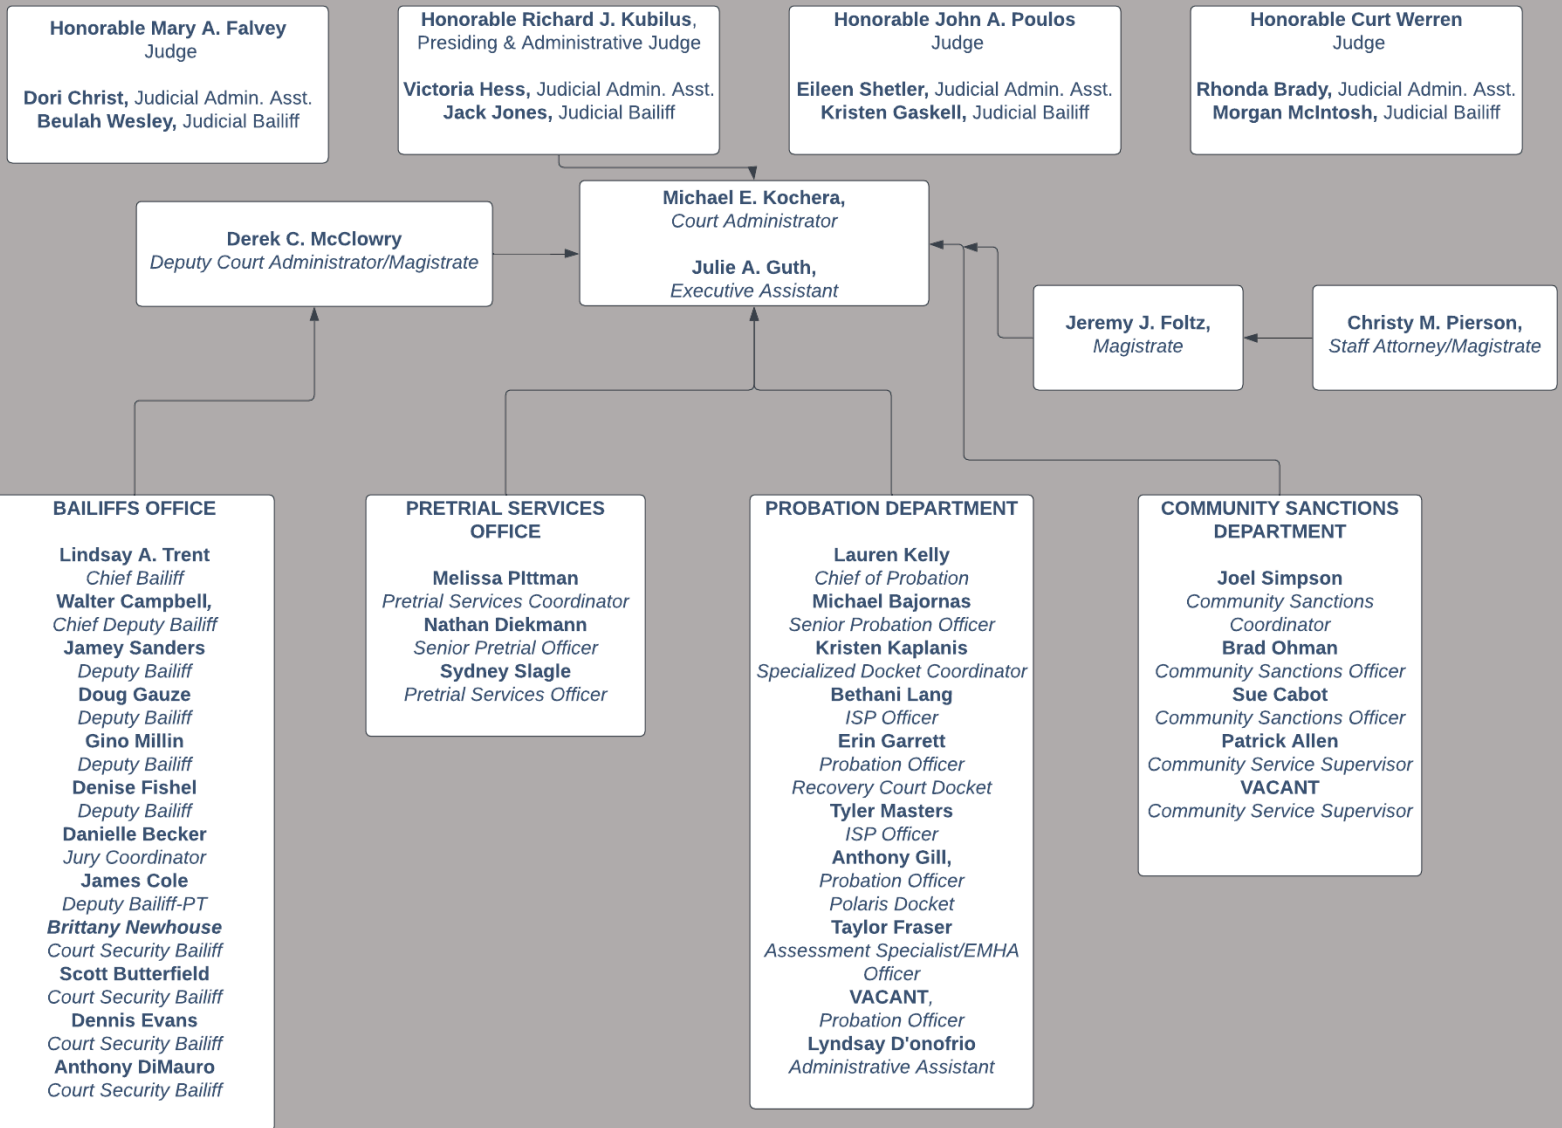 Honorable Mary A. Falvey
Judge
Dori Christ, Judicial Admin. Asst.
Beulah Wesley, Judicial Bailiff
Honorable Richard J. Kubilus,
Presiding & Administrative Judge
Victoria Hess, Judicial Admin. Asst.
Jack Jones, Judicial Bailiff
Honorable John A. Poulos
Judge
Eileen Shetler, Judicial Admin. Asst.
Kristen Gaskell, Judicial Bailiff
Honorable Curt Werren
Judge
Rhonda Brady, Judicial Admin. Asst.
Morgan McIntosh, Judicial Bailiff
Derek C. McClowry
Deputy Court Administrator/Magistrate
Michael E. Kochera,
Court Administrator
Julie A. Guth,
Executive Assistant
Jeremy J. Foltz,
Magistrate
Christy M. Pierson,
Staff Attorney/Magistrate
BAILIFFS OFFICE
Lindsay A. Trent
Chief Bailiff
Walter Campbell,
Chief Deputy Bailiff
Jamey Sanders
Deputy Bailiff
Doug Gauze
Deputy Bailiff
Gino Millin
Deputy Bailiff
Denise Fishel
Deputy Bailiff
Danielle Becker
Jury Coordinator
James Cole
Deputy Bailiff-PT
Brittany Newhouse
Court Security Bailiff
Scott Butterfield
Court Security Bailiff
Dennis Evans
Court Security Bailiff
Anthony DiMauro
Court Security Bailiff
PRETRIAL SERVICES
OFFICE
Melissa PIttman
Pretrial Services Coordinator
Nathan Diekmann
Senior Pretrial Officer
Sydney Slagle
Pretrial Services Officer
PROBATION DEPARTMENT
Lauren Kelly
Chief of Probation
Michael Bajornas
Senior Probation Officer
Kristen Kaplanis
Specialized Docket Coordinator
Bethani Lang
ISP Officer
Erin Garrett
Probation Officer
Recovery Court Docket
Tyler Masters
ISP Officer
Anthony Gill,
Probation Officer
Polaris Docket
Taylor Fraser
Assessment Specialist/EMHA
Officer
VACANT,
Probation Officer
Lyndsay D'onofrio
Administrative Assistant
COMMUNITY SANCTIONS
DEPARTMENT
Joel Simpson
Community Sanctions
Coordinator
Brad Ohman
Community Sanctions Officer
Sue Cabot
Community Sanctions Officer
Patrick Allen
Community Service Supervisor
VACANT
Community Service Supervisor